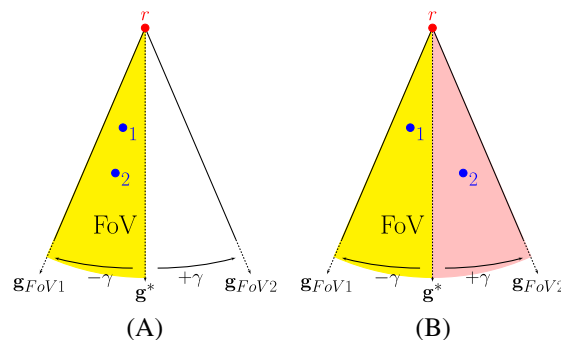 r
1
2
FoV
−γ
+γ
g_{FoV1}
g*
g_{FoV2}
(A)
r
1
2
FoV
−γ
+γ
g_{FoV1}
g*
g_{FoV2}
(B)